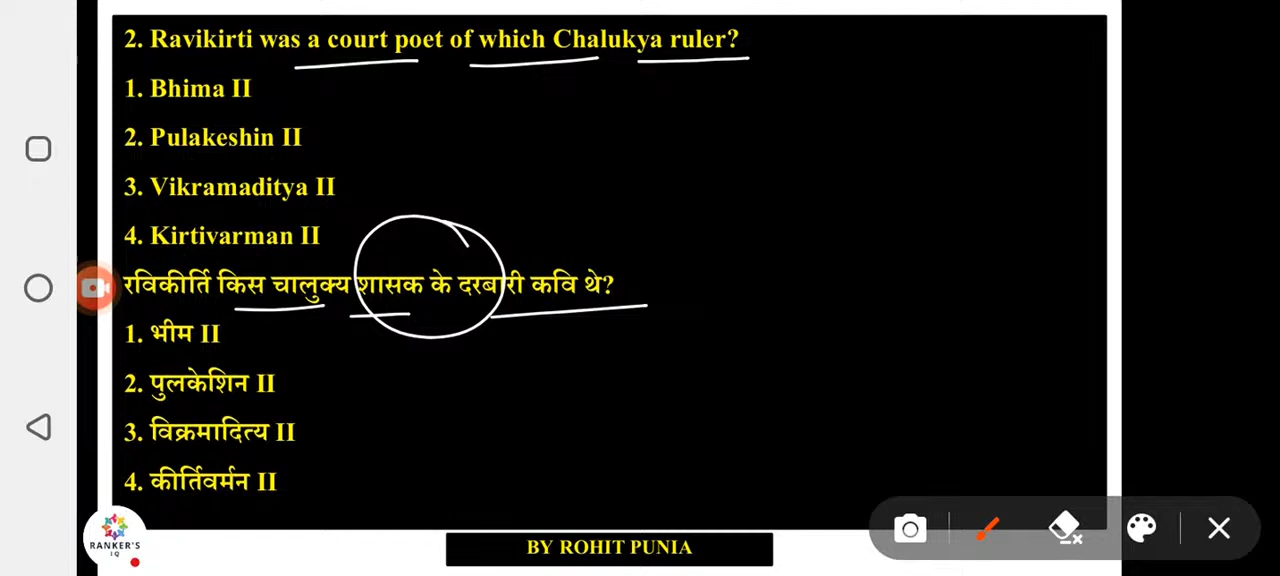 2. Ravikirti was a court poet of which Chalukya ruler?
1. Bhima II
2. Pulakeshin II
3. Vikramaditya II
4. Kirtivarman II
रविकीर्ति किस चालुक्य शासक के दरबारी कवि थे?
1. भीम II
2. पुलकेशिन II
3. विक्रमादित्य II
4. कीर्तिवर्मन II
RANKER'S
IQ
BY ROHIT PUNIA